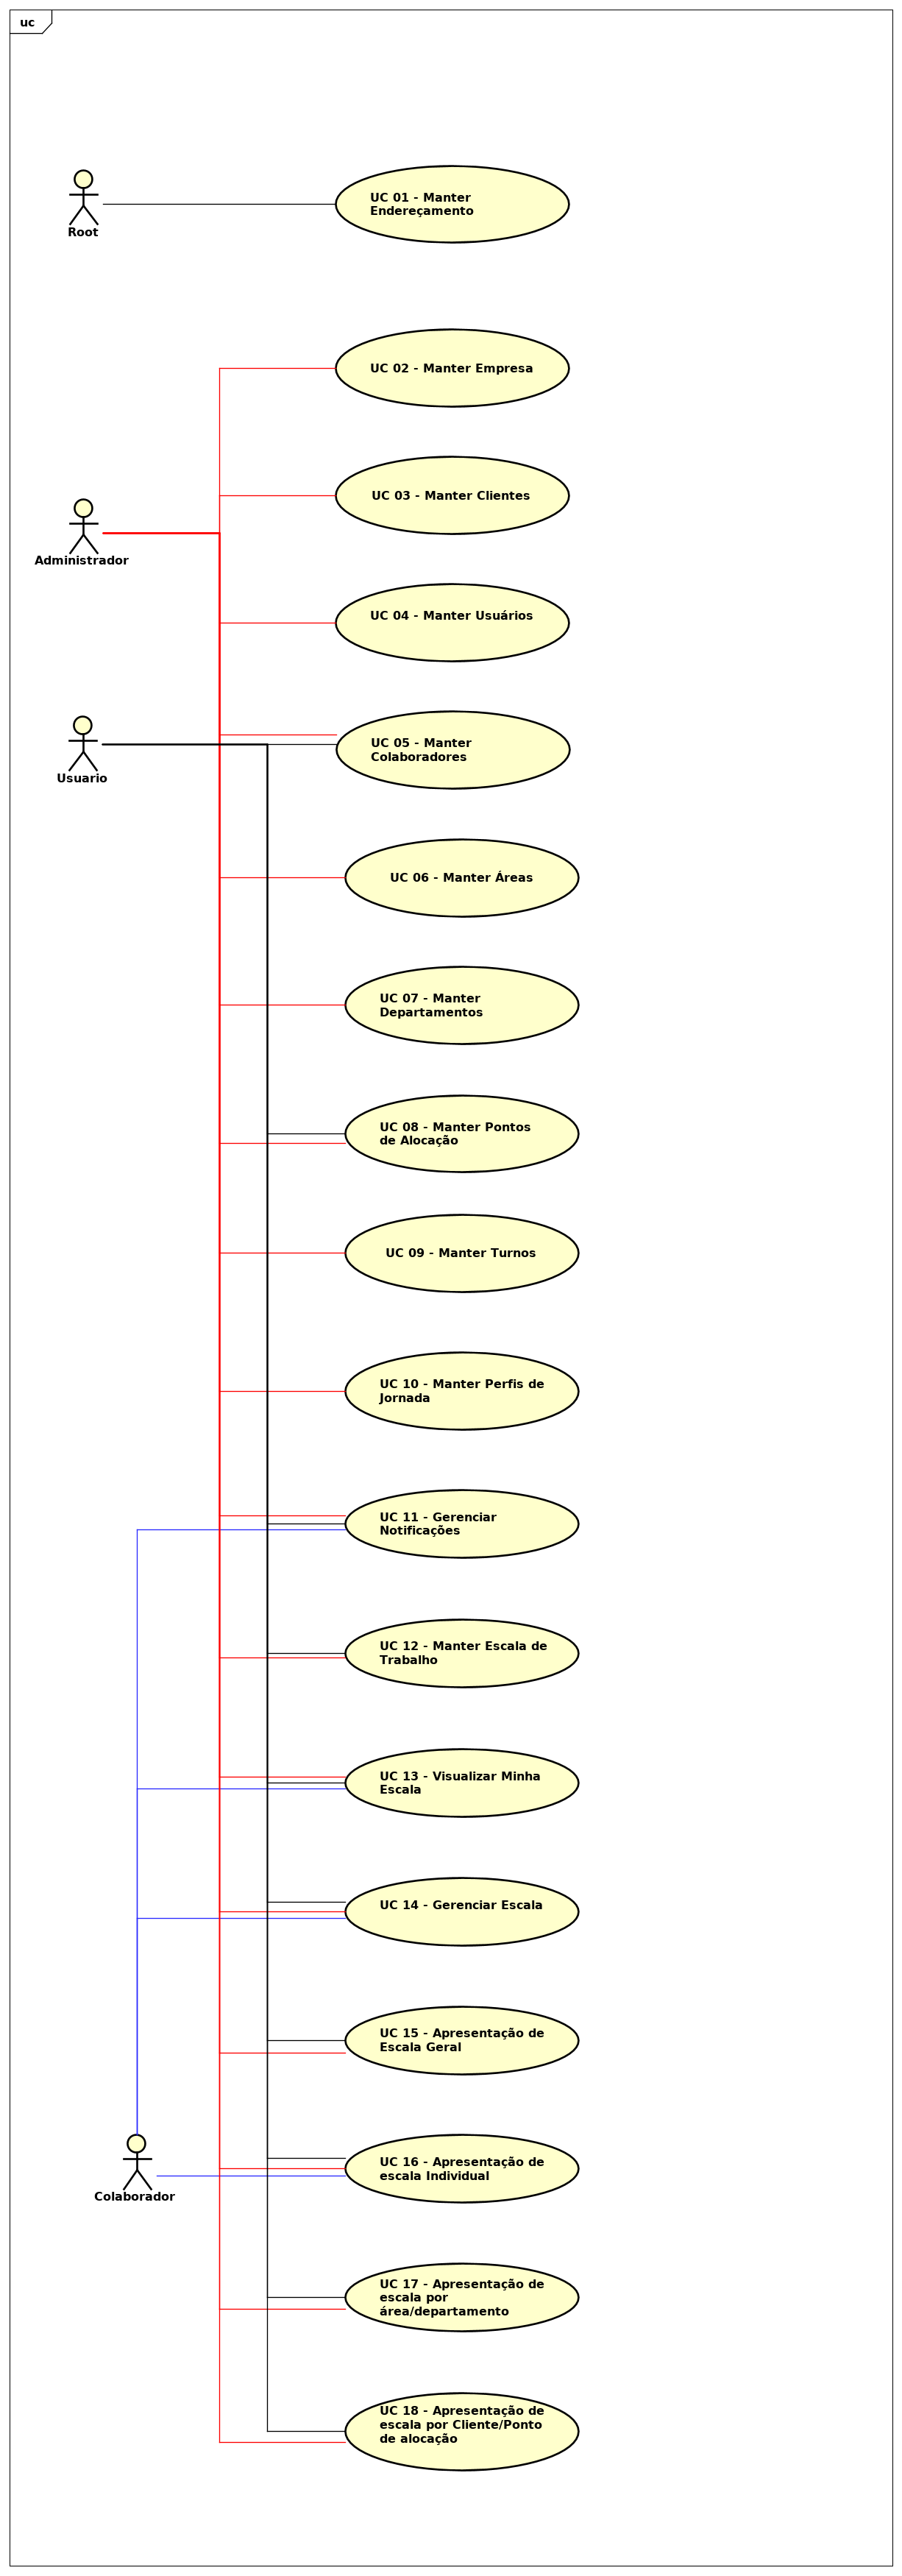 uc
Root
UC 01 - Manter
Endereçamento
UC 02 - Manter Empresa
UC 03 - Manter Clientes
Administrador
UC 04 - Manter Usuários
Usuario
UC 05 - Manter
Colaboradores
UC 06 - Manter Áreas
UC 07 - Manter
Departamentos
UC 08 - Manter Pontos
de Alocação
UC 09 - Manter Turnos
UC 10 - Manter Perfis de
Jornada
UC 11 - Gerenciar
Notificações
UC 12 - Manter Escala de
Trabalho
UC 13 - Visualizar Minha
Escala
UC 14 - Gerenciar Escala
UC 15 - Apresentação de
Escala Geral
Colaborador
UC 16 - Apresentação de
escala Individual
UC 17 - Apresentação de
escala por
área/departamento
UC 18 - Apresentação de
escala por Cliente/Ponto
de alocação